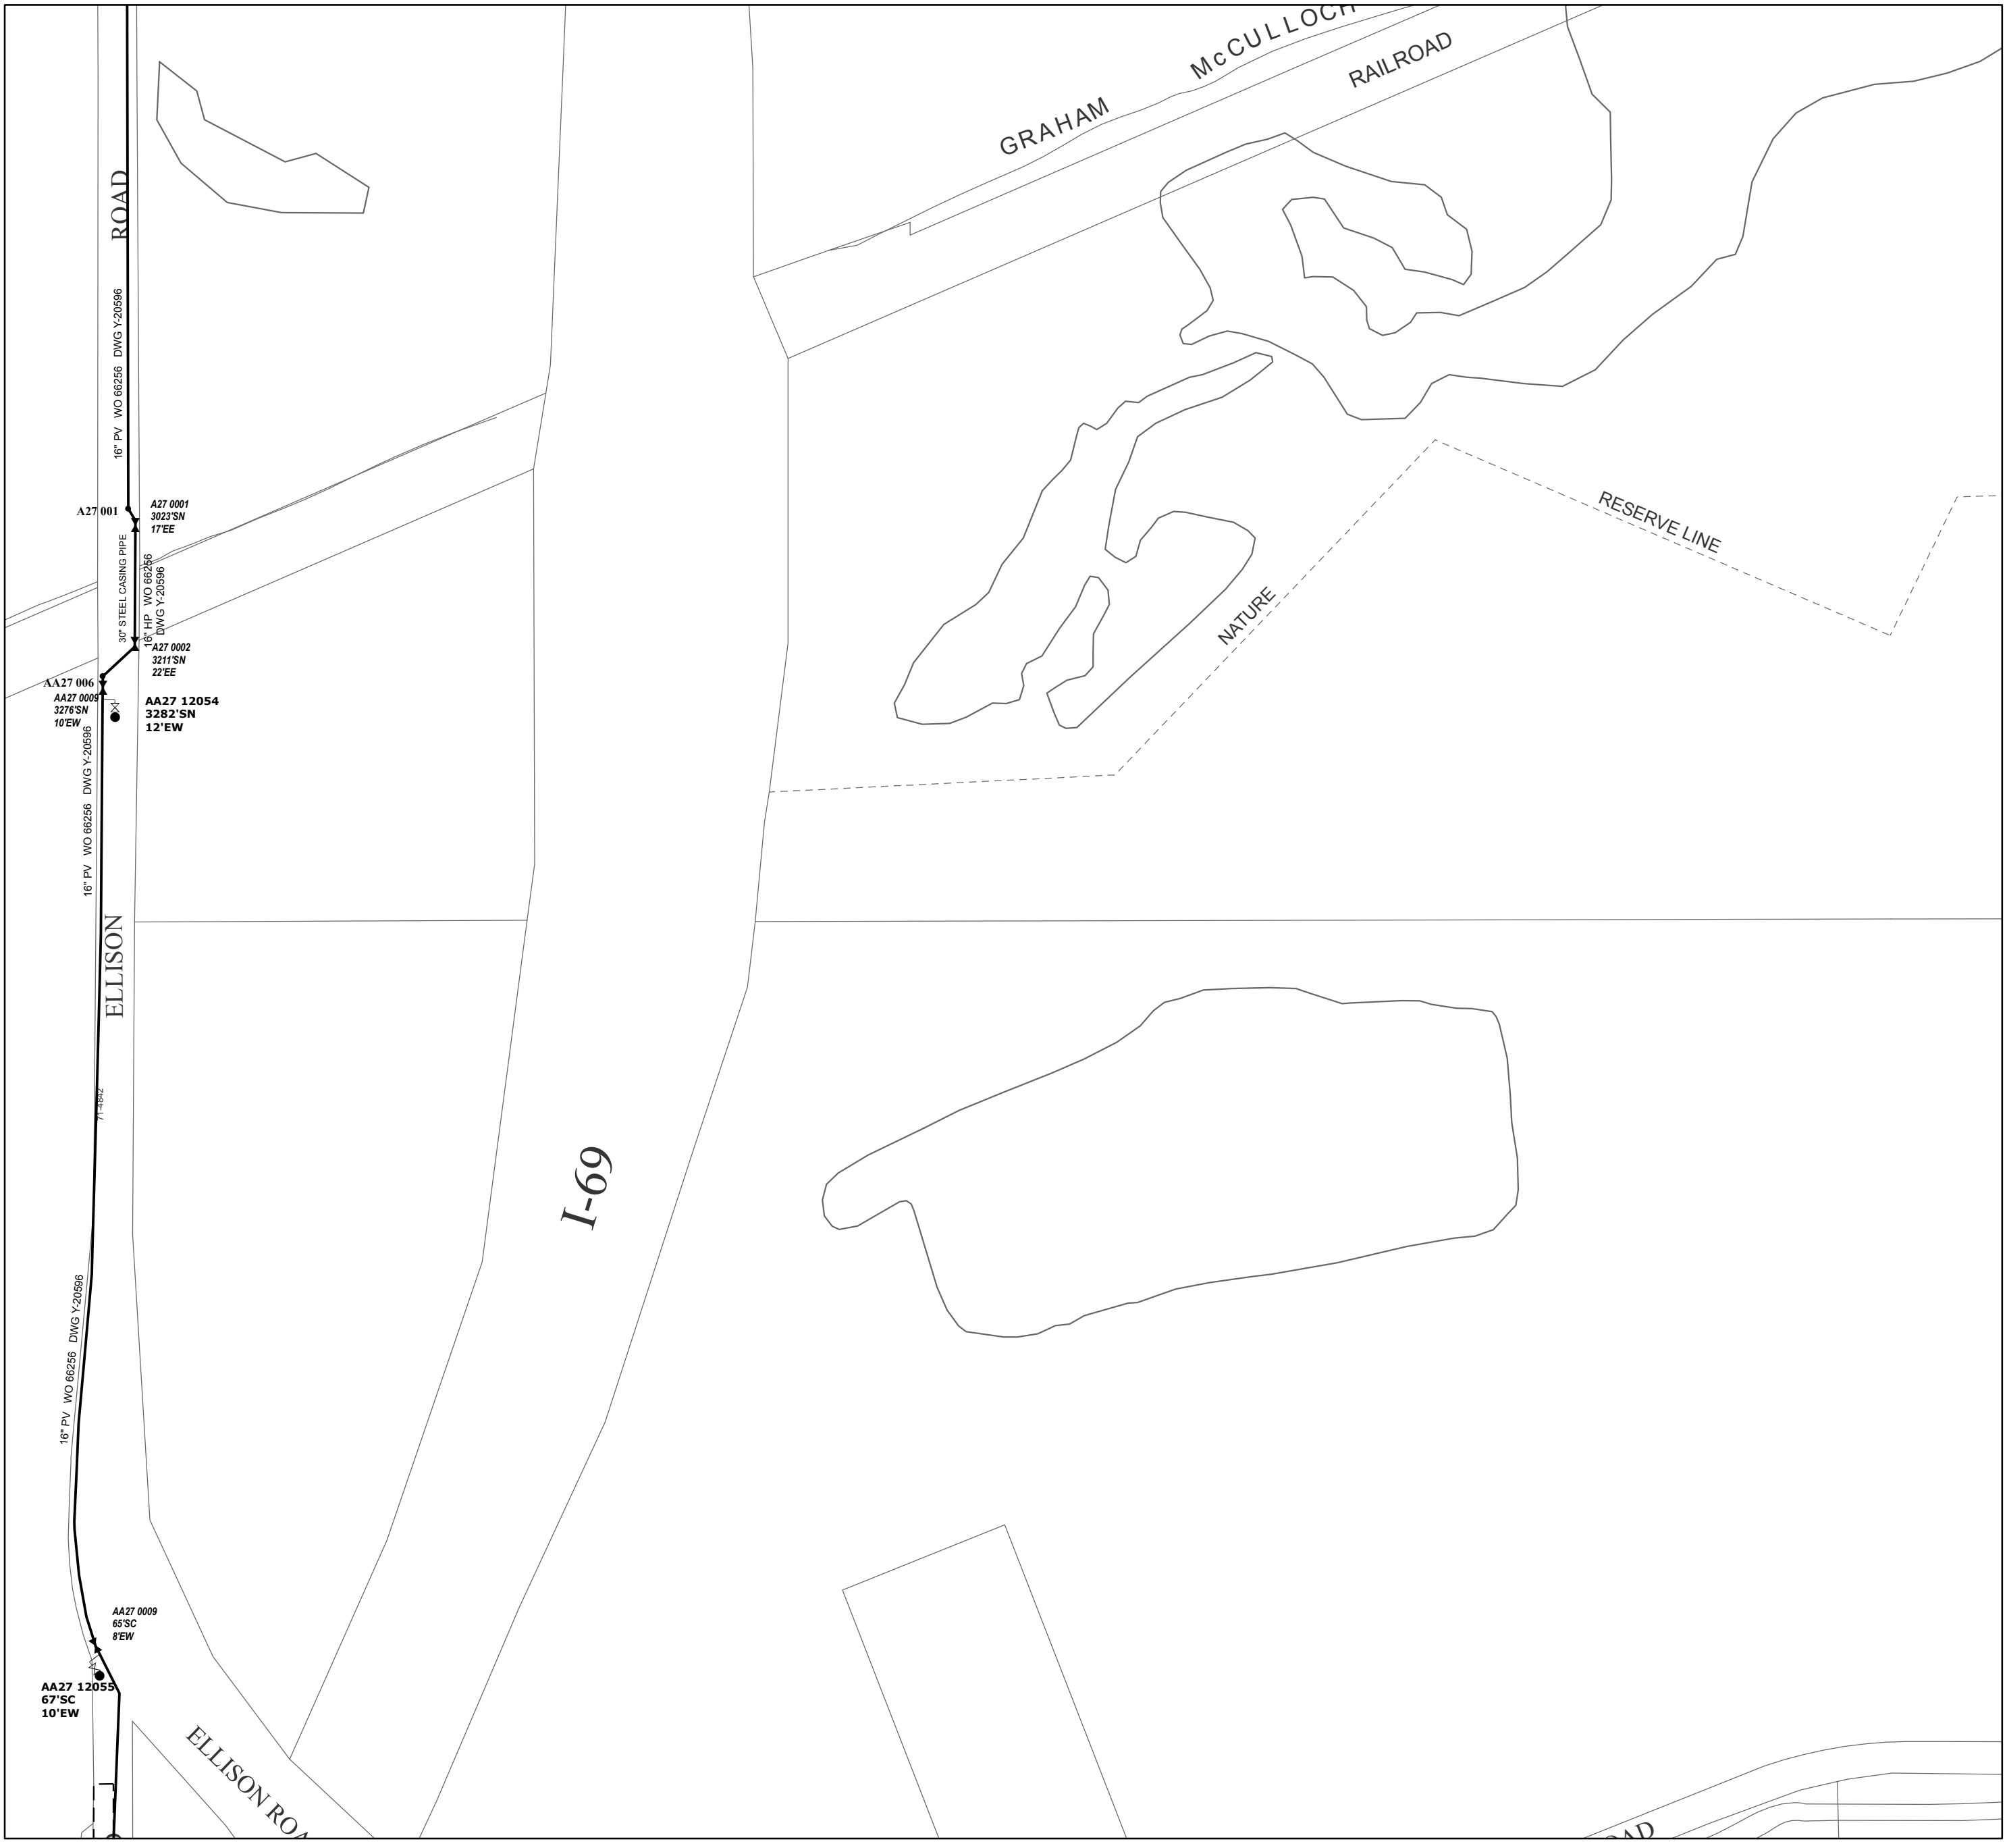 GRAHAM McCULLOCH
RAILROAD
ROAD
16" PV WO 66256 DWG Y-20596
A27 001
A27 0001
3023'SN
17'EE
30" STEEL CASING PIPE
16" HP WO 66256
DWG Y-20596
A27 0002
3211'SN
22'EE
AA27 006
AA27 0009
3276'SN
10'EW
AA27 12054
3282'SN
12'EW
NATURE
RESERVE LINE
16" PV WO 66256 DWG Y-20596
ELLISON
71-4842
I-69
16" PV WO 66256 DWG Y-20596
AA27 0009
65'SC
8'EW
AA27 12055
67'SC
10'EW
ELLISON ROA
OAD